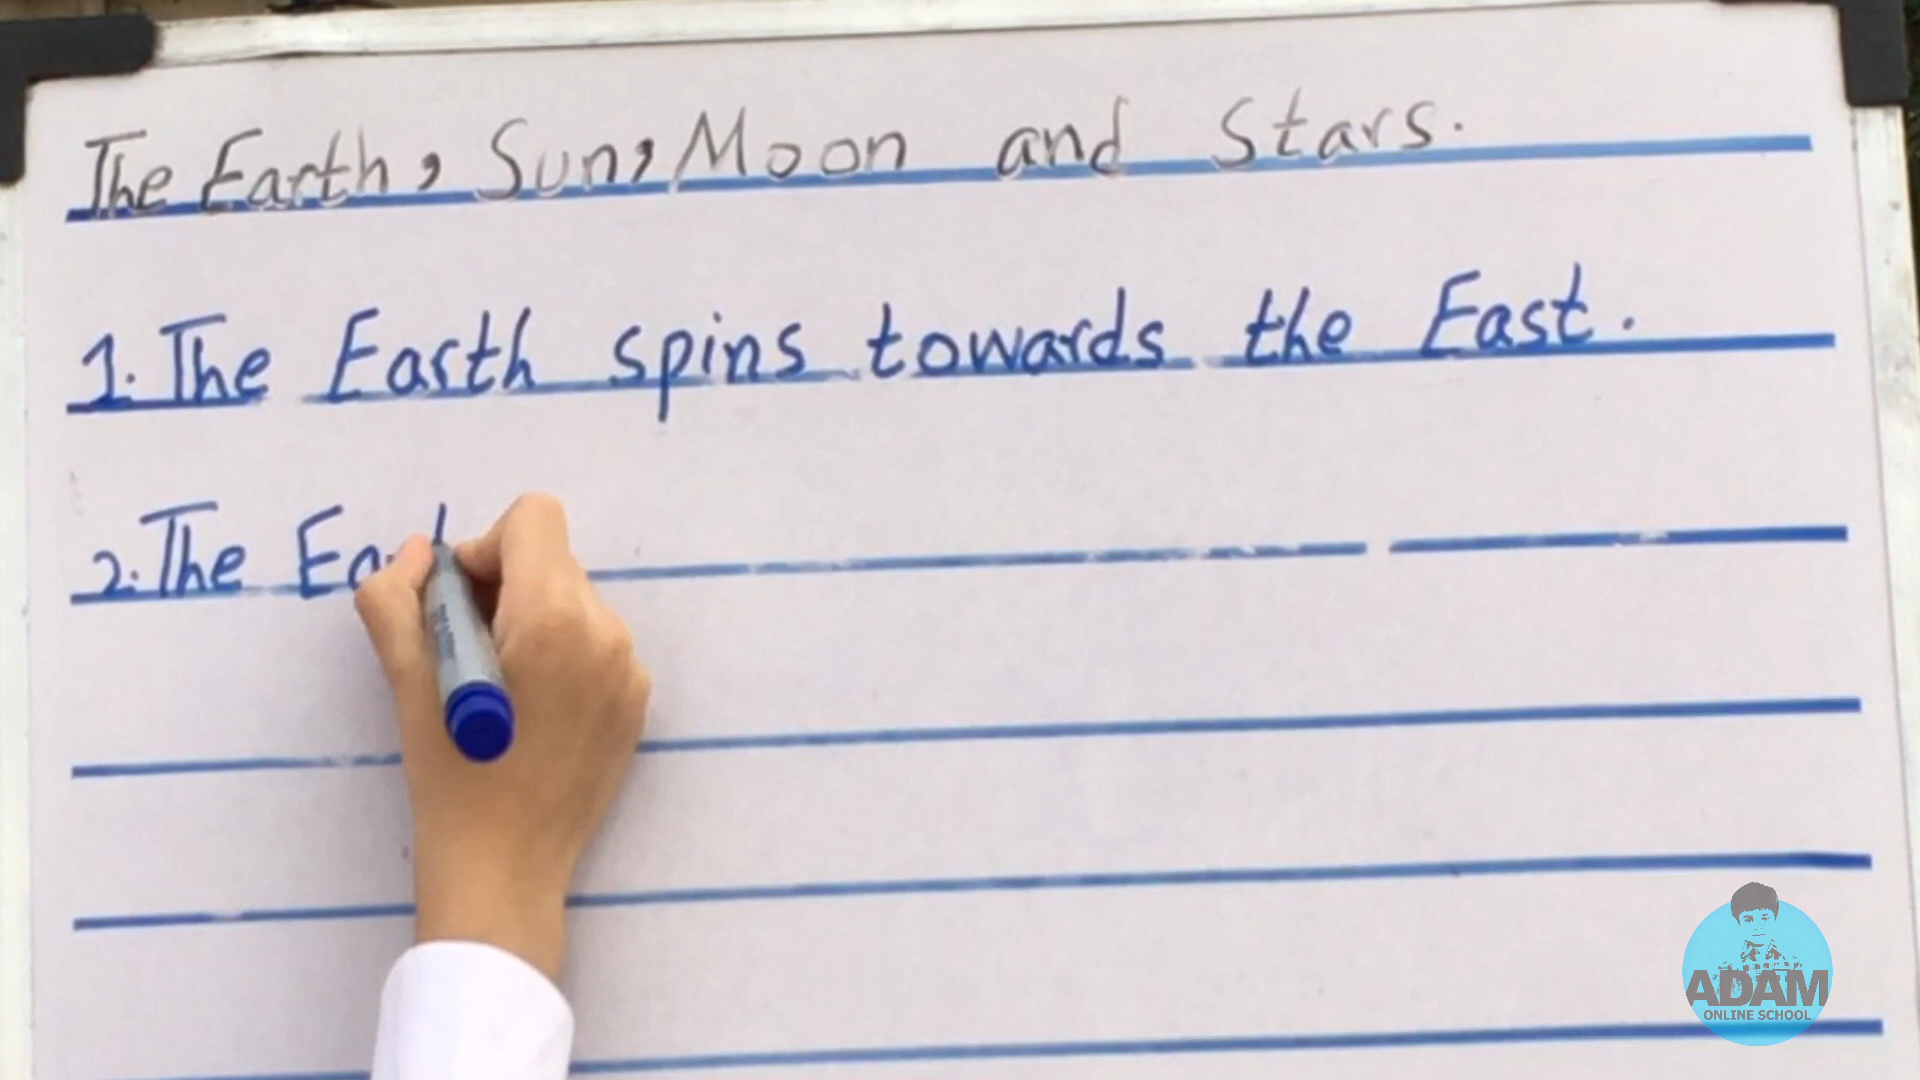 The Earth, Sun, Moon and Stars.
1. The Earth spins towards the East.
2. The
ADAM
ONLINE SCHOOL